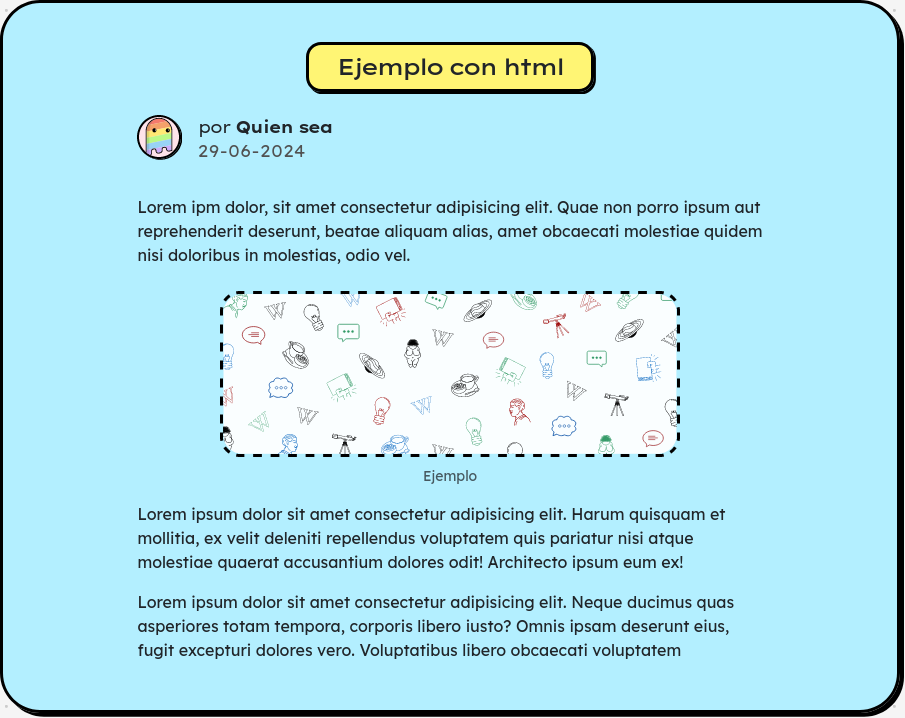 Ejemplo con html
por Quien sea
29-06-2024
Lorem ipm dolor, sit amet consectetur adipisicing elit. Quae non porro ipsum aut
reprehenderit deserunt, beatae aliquam alias, amet obcaecati molestiae quidem
nisi doloribus in molestias, odio vel.
Ejemplo
Lorem ipsum dolor sit amet consectetur adipisicing elit. Harum quisquam et
mollitia, ex velit deleniti repellendus voluptatem quis pariatur nisi atque
molestiae quaerat accusantium dolores odit! Architecto ipsum eum ex!
Lorem ipsum dolor sit amet consectetur adipisicing elit. Neque ducimus quas
asperiores totam tempora, corporis libero iusto? Omnis ipsam deserunt eius,
fugit excepturi dolores vero. Voluptatibus libero obcaecati voluptatem